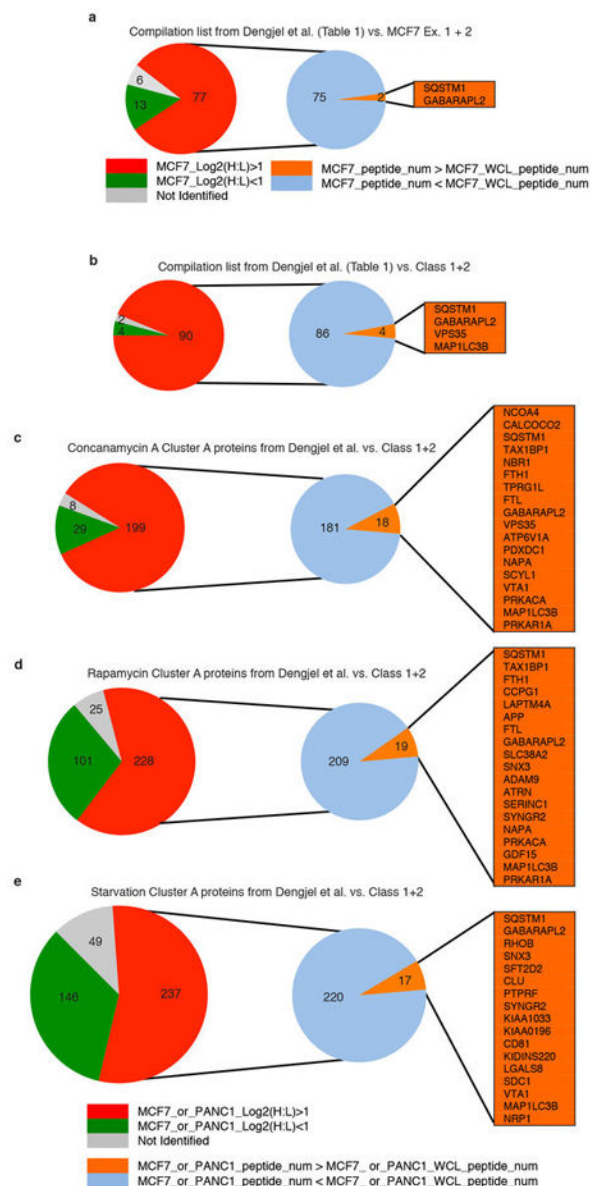 a
Compilation list from Dengjel et al. (Table 1) vs. MCF7 Ex. 1 + 2
6
13
77
75
2
SQSTM1
GABARAPL2
MCF7_Log2(H:L)>1
MCF7_Log2(H:L)<1
Not Identified
MCF7_peptide_num > MCF7_WCL_peptide_num
MCF7_peptide_num < MCF7_WCL_peptide_num
b
Compilation list from Dengjel et al. (Table 1) vs. Class 1+2
2
4
90
86
4
SQSTM1
GABARAPL2
VPS35
MAP1LC3B
c
Concanamycin A Cluster A proteins from Dengjel et al. vs. Class 1+2
8
29
199
181
18
NCOA4
CALCOCO2
SQSTM1
TAX1BP1
NBR1
FTH1
TPRG1L
FTL
GABARAPL2
VPS35
ATP6V1A
PDXDC1
NAPA
SCYL1
VTA1
PRKACA
MAP1LC3B
PRKAR1A
d
Rapamycin Cluster A proteins from Dengjel et al. vs. Class 1+2
25
101
228
209
19
SQSTM1
TAX1BP1
FTH1
CCPG1
LAPTM4A
APP
FTL
GABARAPL2
SLC38A2
SNX3
ADAM9
ATRN
SERINC1
SYNGR2
NAPA
PRKACA
GDF15
MAP1LC3B
PRKAR1A
e
Starvation Cluster A proteins from Dengjel et al. vs. Class 1+2
49
146
237
220
17
SQSTM1
GABARAPL2
RHOB
SNX3
SFT2D2
CLU
PTPRF
SYNGR2
KIAA1033
KIAA0196
CD81
KIDINS220
LGALS8
SDC1
VTA1
MAP1LC3B
NRP1
MCF7_or_PANC1_Log2(H:L)>1
MCF7_or_PANC1_Log2(H:L)<1
Not Identified
MCF7_or_PANC1_peptide_num > MCF7_ or_PANC1_WCL_peptide_num
MCF7_or_PANC1_peptide_num < MCF7_ or_PANC1_WCL_peptide_num